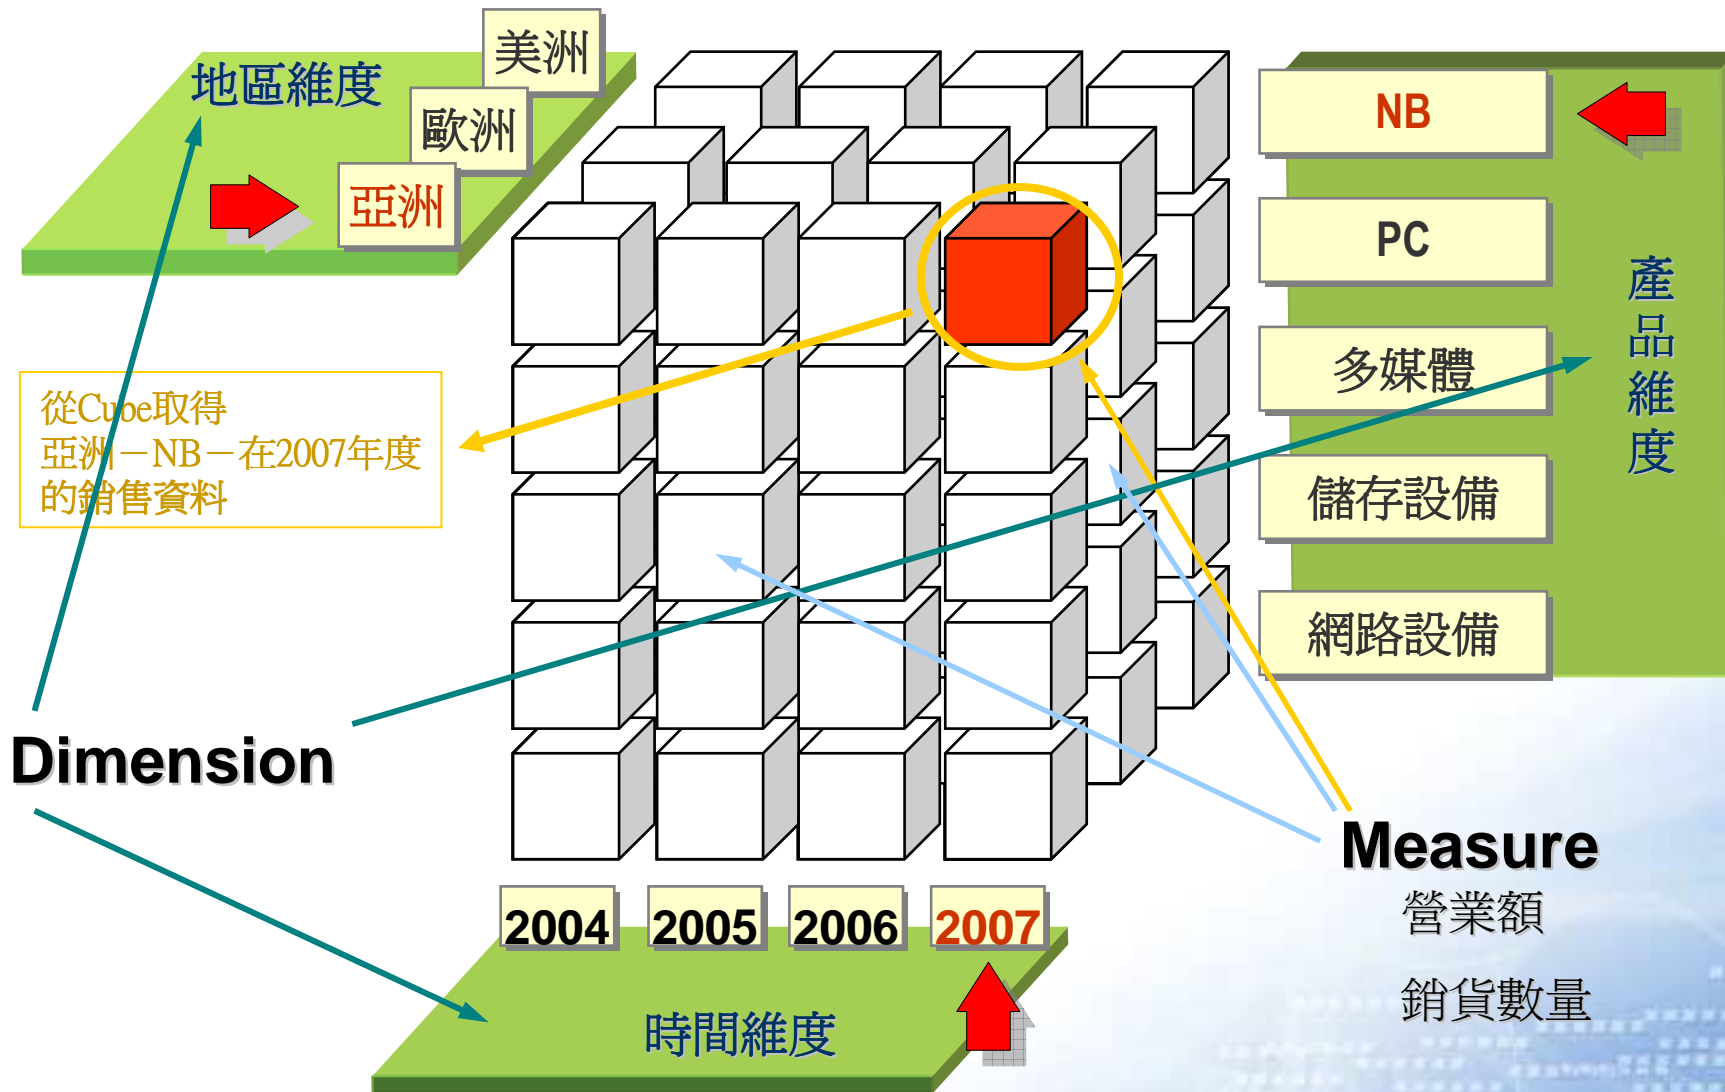 美洲
地區維度
歐洲
亞洲
NB
PC
多媒體
儲存設備
網路設備
產品維度
從Cube取得
亞洲－NB－在2007年度
的銷售資料
Dimension
Measure
營業額
銷貨數量
2004
2005
2006
2007
時間維度